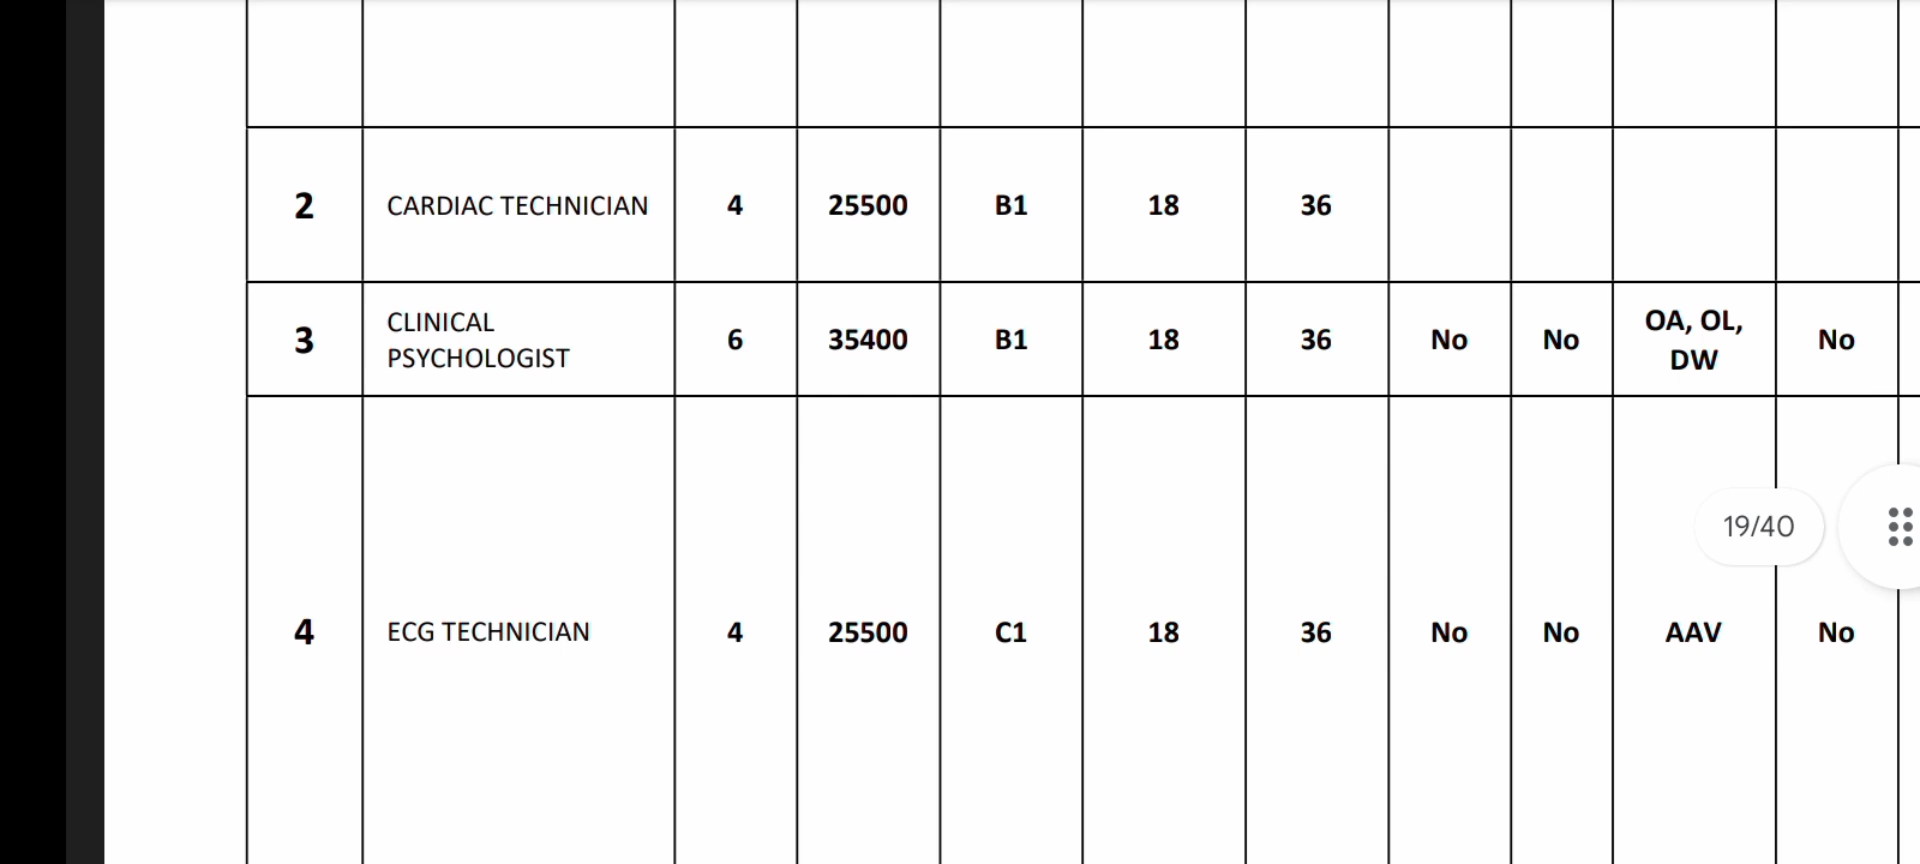 2 CARDIAC TECHNICIAN 4 25500 B1 18 36
3 CLINICAL PSYCHOLOGIST 6 35400 B1 18 36 No No OA, OL, DW No
19/40
4 ECG TECHNICIAN 4 25500 C1 18 36 No No AAV No